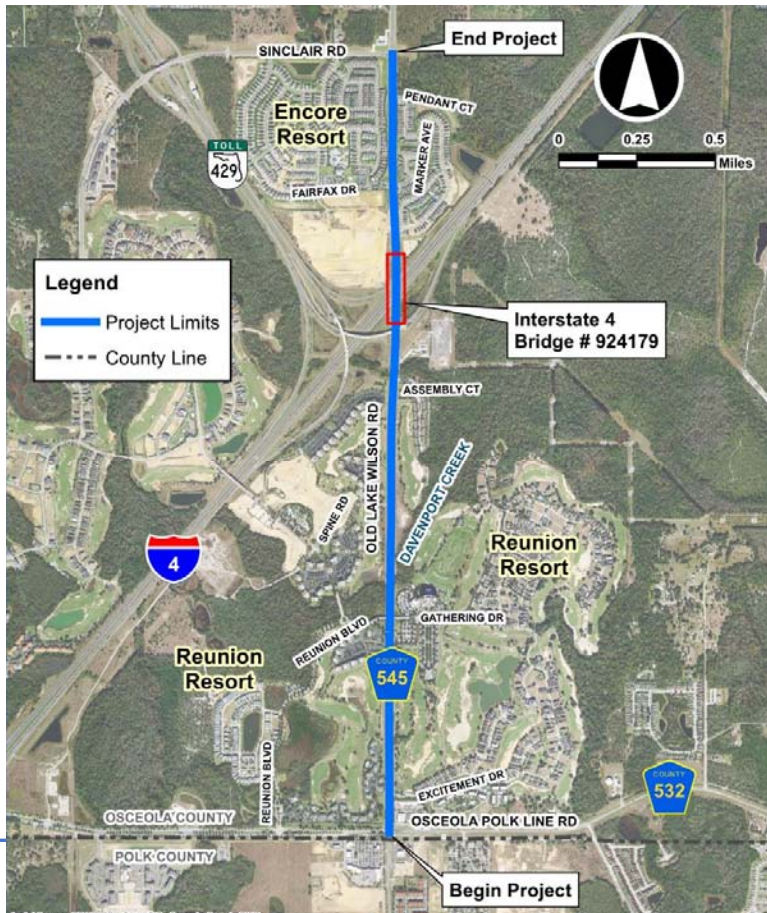 SINCLAIR RD
End Project
Encore
Resort
PENDANT CT
MARKER AVE
TOLL
429
FAIRFAX DR
0 0.25 0.5
Miles
Legend
Project Limits
County Line
Interstate 4
Bridge # 924179
ASSEMBLY CT
OLD LAKE WILSON RD
DAVENPORT CREEK
SPINE RD
4
Reunion
Resort
GATHERING DR
REUNION BLVD
Reunion
Resort
COUNTY
545
REUNION BLVD
EXCITEMENT DR
COUNTY
532
OSCEOLA COUNTY
OSCEOLA POLK LINE RD
POLK COUNTY
Begin Project